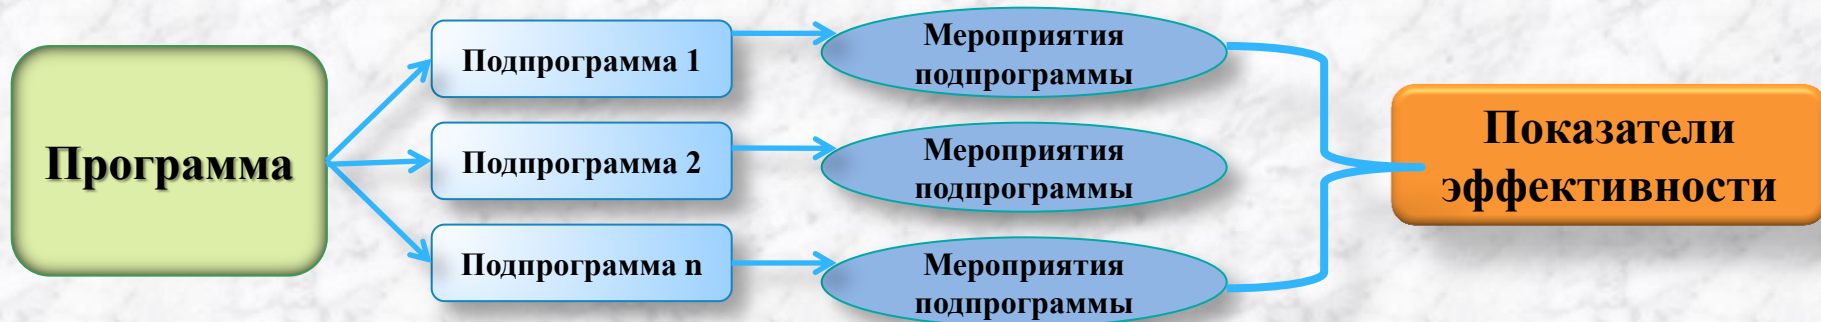 Программа
Подпрограмма 1
Мероприятия
подпрограммы
Подпрограмма 2
Мероприятия
подпрограммы
Подпрограмма n
Мероприятия
подпрограммы
Показатели
эффективности